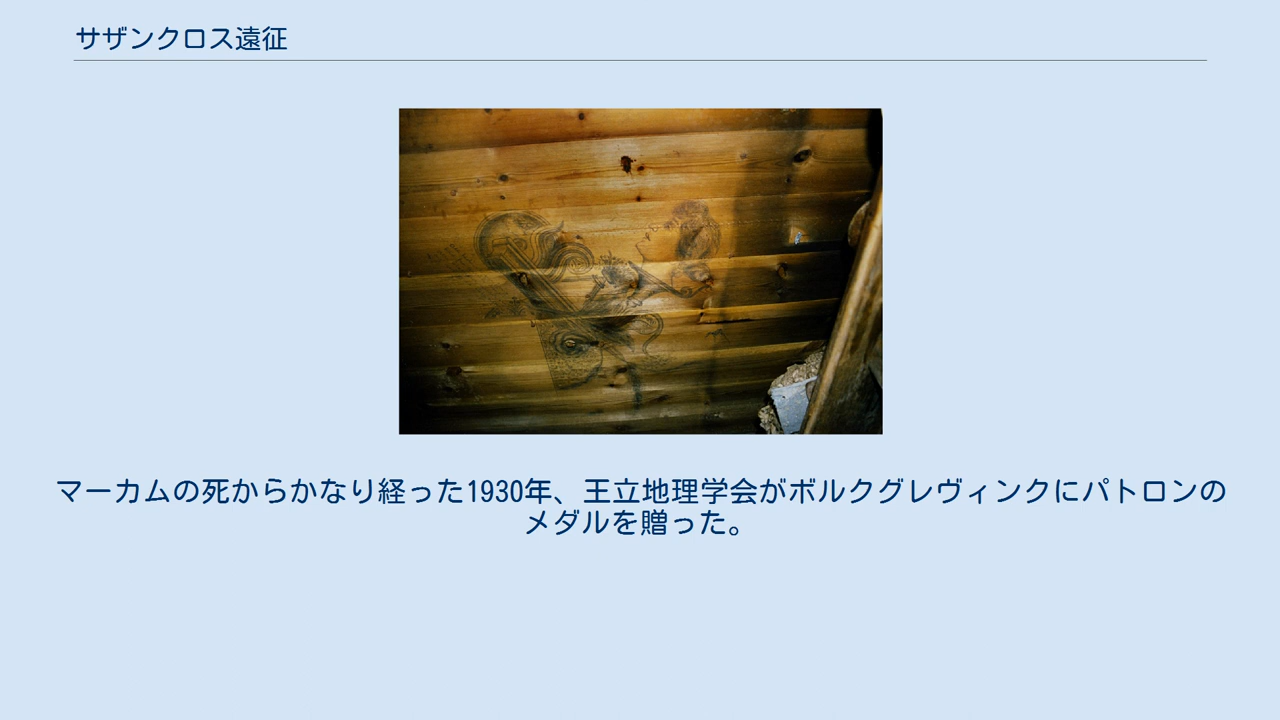 サザンクロス遠征
マーカムの死からかなり経った1930年、王立地理学会がボルクグレヴィンクにパトロンの
メダルを贈った。